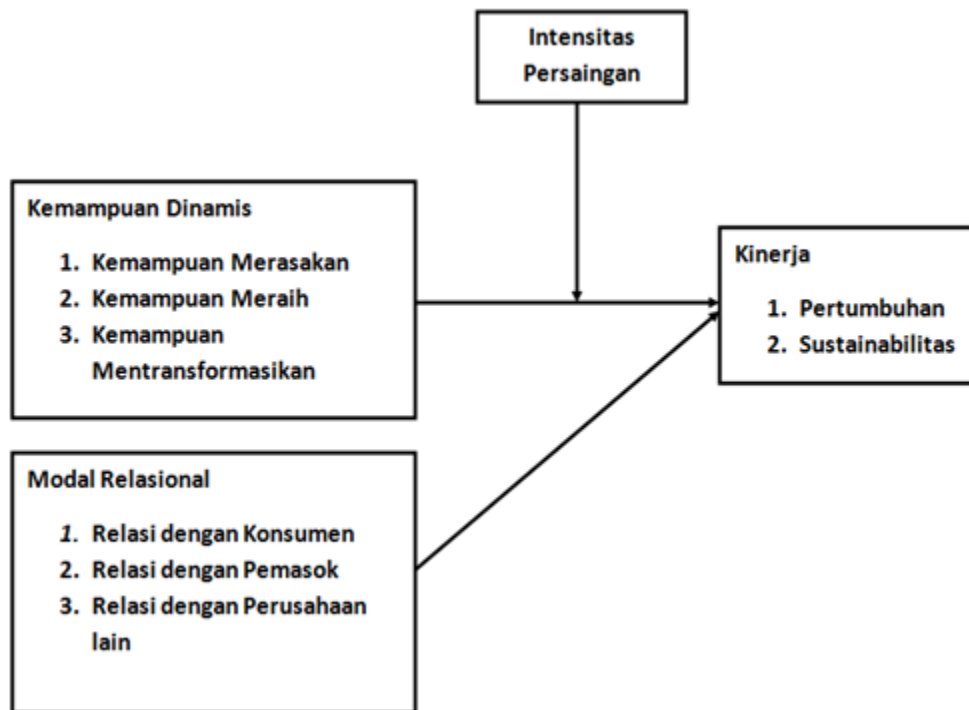 Intensitas
Persaingan
Kemampuan Dinamis
1. Kemampuan Merasakan
2. Kemampuan Meraih
3. Kemampuan
Mentransformasikan
Kinerja
1. Pertumbuhan
2. Sustainabilitas
Modal Relasional
1. Relasi dengan Konsumen
2. Relasi dengan Pemasok
3. Relasi dengan Perusahaan
lain